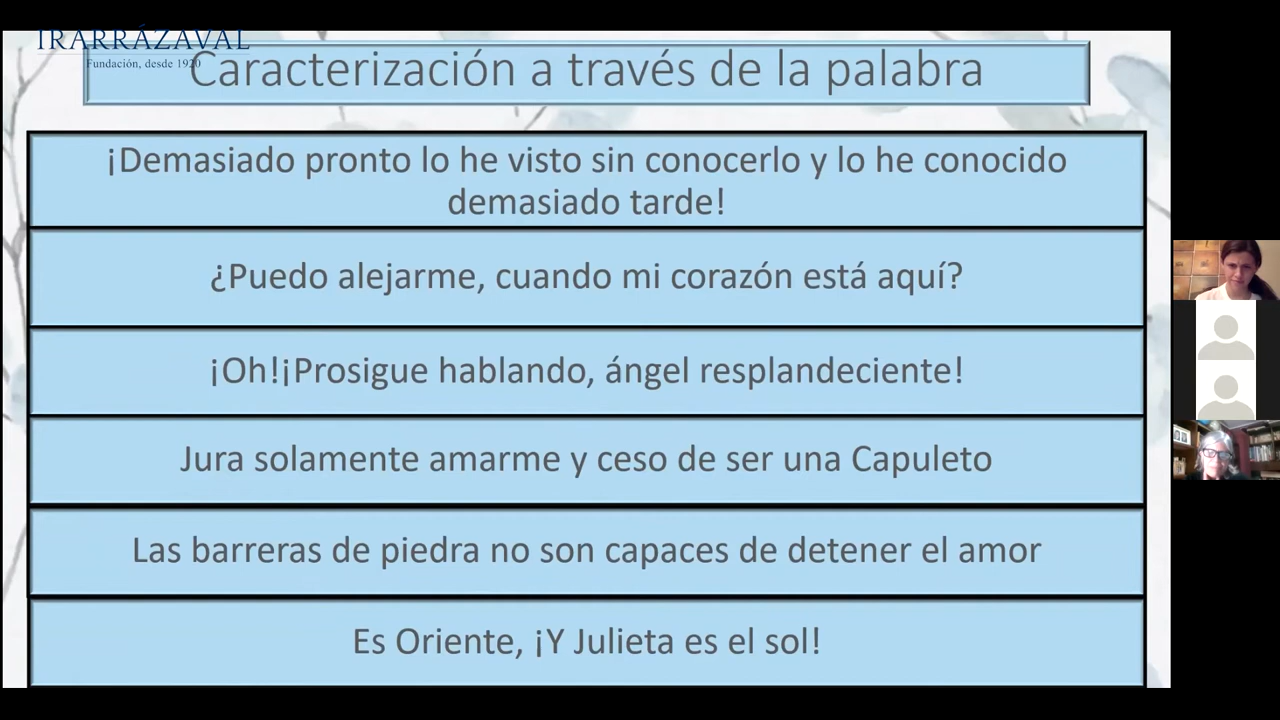 IRARRÁZAVAL
Fundación, desde 1920
Caracterización a través de la palabra
¡Demasiado pronto lo he visto sin conocerlo y lo he conocido
demasiado tarde!
¿Puedo alejarme, cuando mi corazón está aquí?
¡Oh!¡Prosigue hablando, ángel resplandeciente!
Jura solamente amarme y ceso de ser una Capuleto
Las barreras de piedra no son capaces de detener el amor
Es Oriente, ¡Y Julieta es el sol!